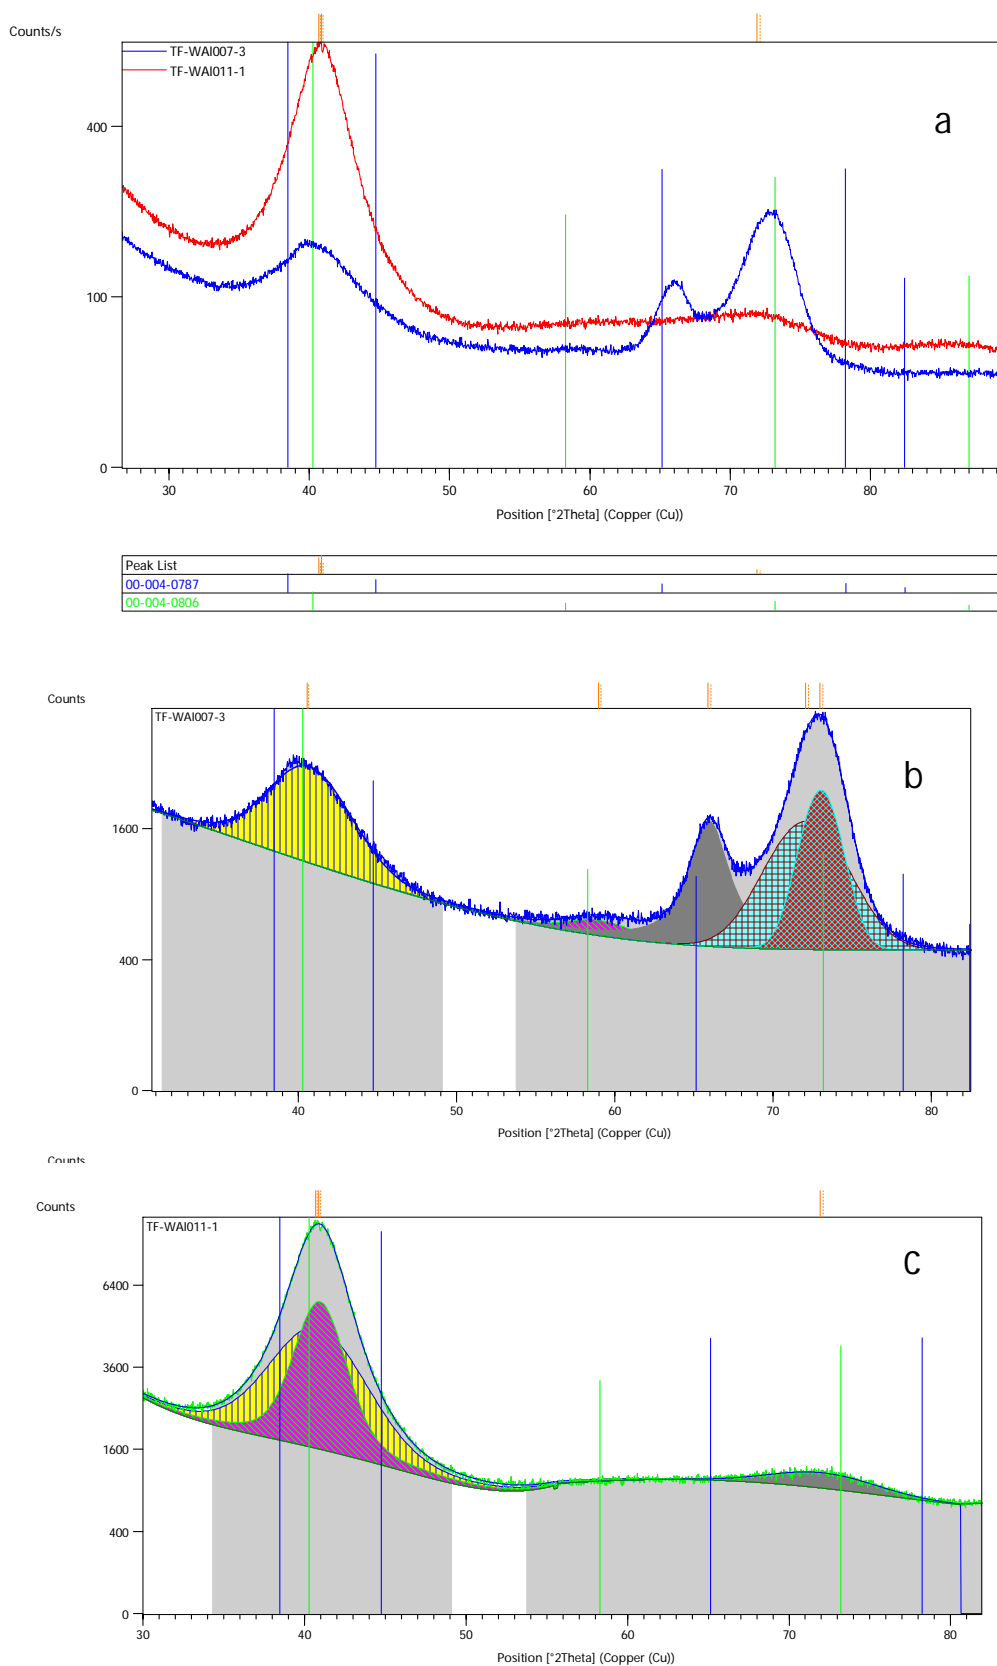 Counts/s
TF-WAI007-3
TF-WAI011-1
a
400
100
0
30 40 50 60 70 80
Position [°2Theta] (Copper (Cu))
Peak List
00-004-0787
00-004-0806
Counts
TF-WAI007-3
b
1600
400
0
40 50 60 70 80
Position [°2Theta] (Copper (Cu))
Counts
Counts
TF-WAI011-1
c
6400
3600
1600
400
0
30 40 50 60 70 80
Position [°2Theta] (Copper (Cu))